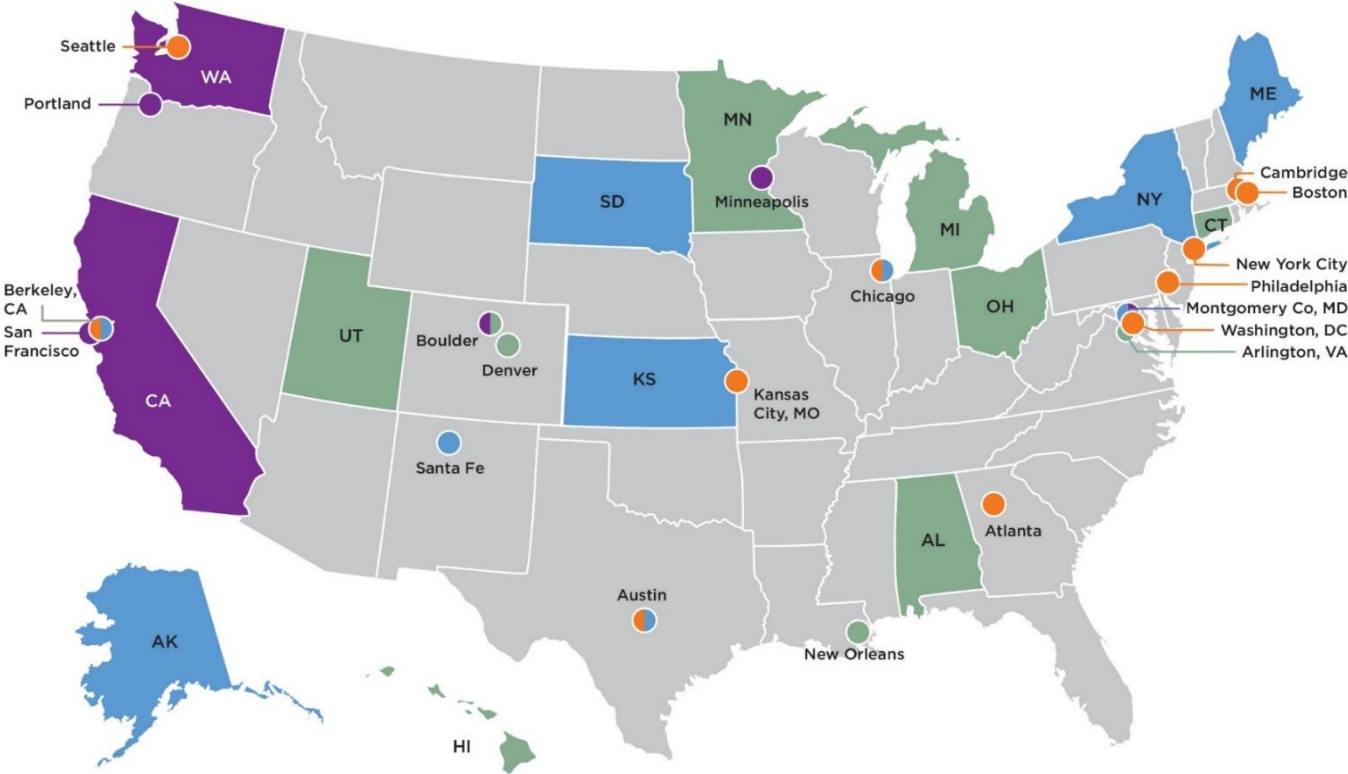 Seattle
WA
Portland
MN
Minneapolis
SD
MI
ME
NY
Cambridge
Boston
CT
New York City
Philadelphia
Montgomery Co, MD
Washington, DC
Arlington, VA
Berkeley,
CA
San
Francisco
CA
UT
Boulder
Denver
Chicago
OH
KS
Kansas
City, MO
Santa Fe
Atlanta
AL
Austin
New Orleans
AK
HI